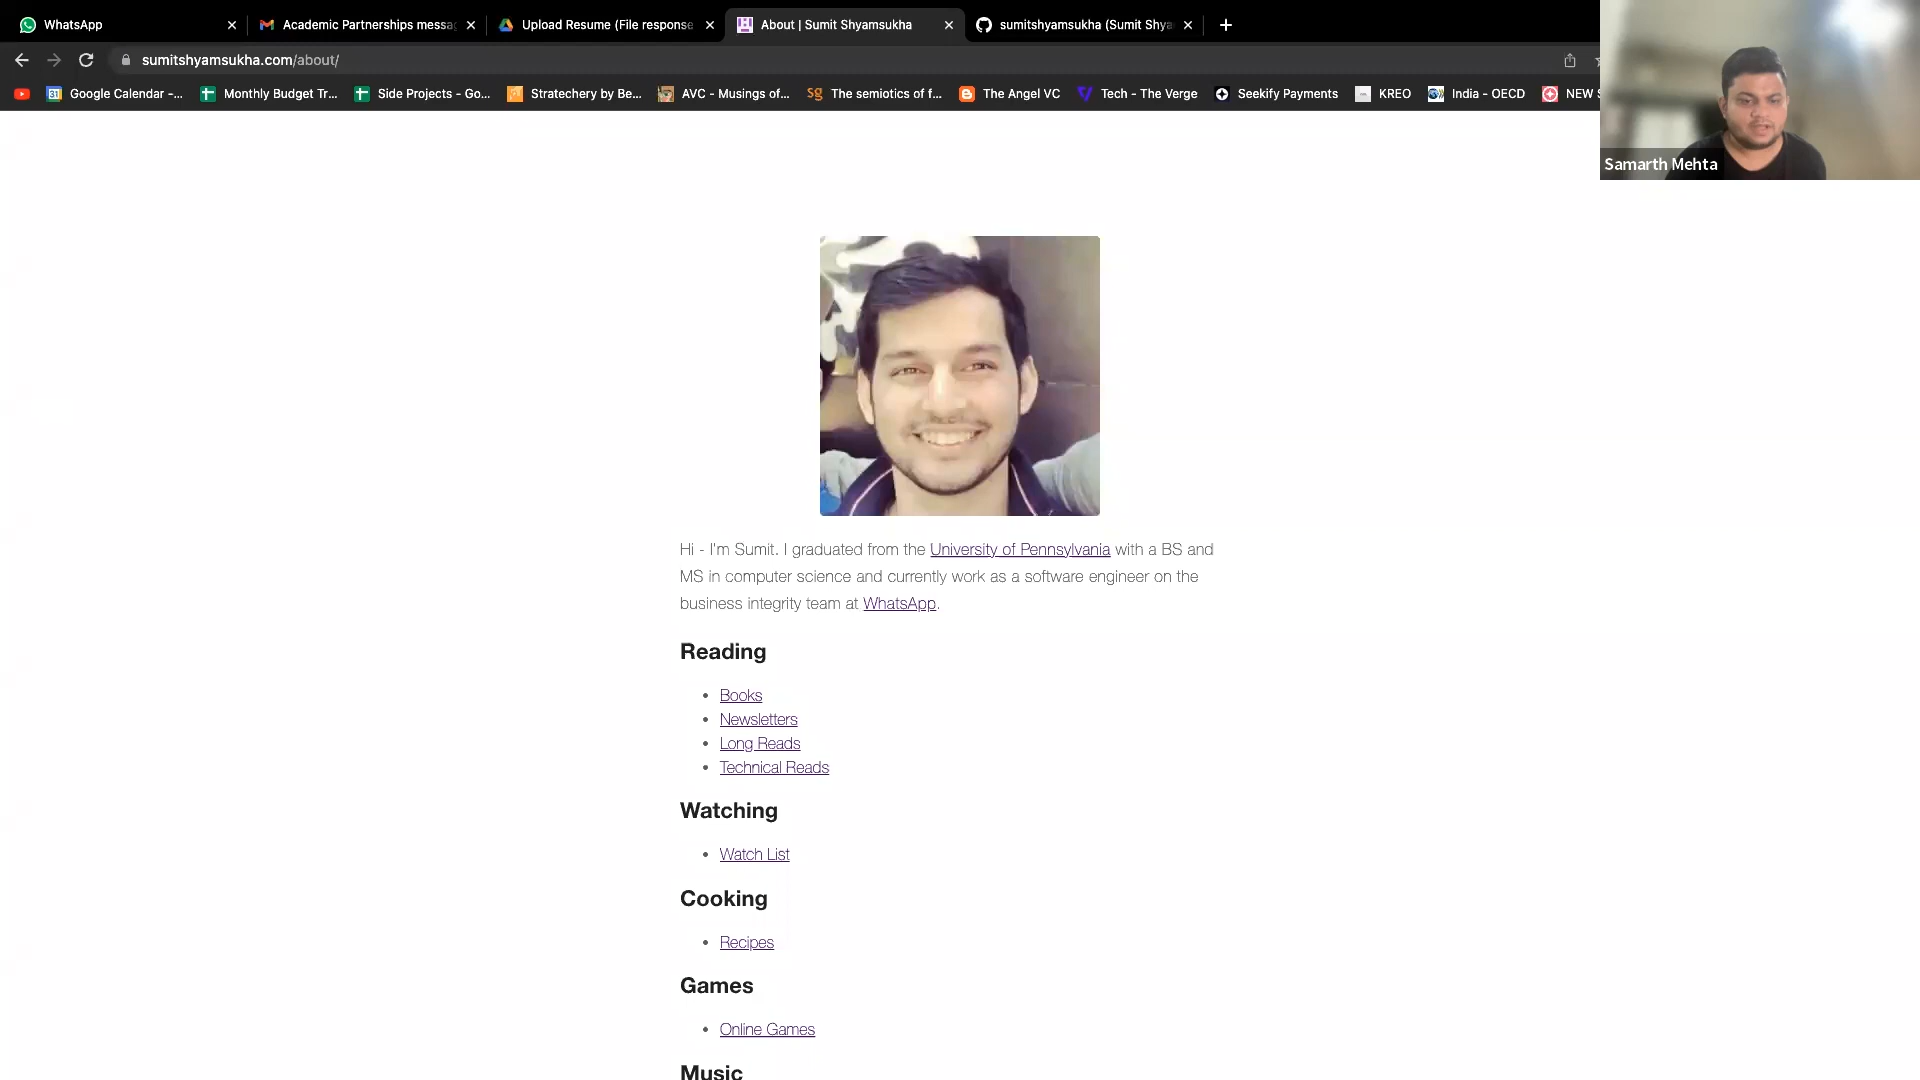 WhatsApp
Academic Partnerships messa
Upload Resume (File response
About | Sumit Shyamsukha
sumitshyamsukha (Sumit Shya
sumitshyamsukha.com/about/
Google Calendar -...
Monthly Budget Tr...
Side Projects - Go...
Stratechery by Be...
AVC - Musings of...
sg The semiotics of f...
The Angel VC
Tech - The Verge
Seekify Payments
KREO
India - OECD
NEW
Samarth Mehta
Hi - I'm Sumit. I graduated from the University of Pennsylvania with a BS and
MS in computer science and currently work as a software engineer on the
business integrity team at WhatsApp.
Reading
• Books
• Newsletters
• Long Reads
• Technical Reads
Watching
• Watch List
Cooking
• Recipes
Games
• Online Games
Music